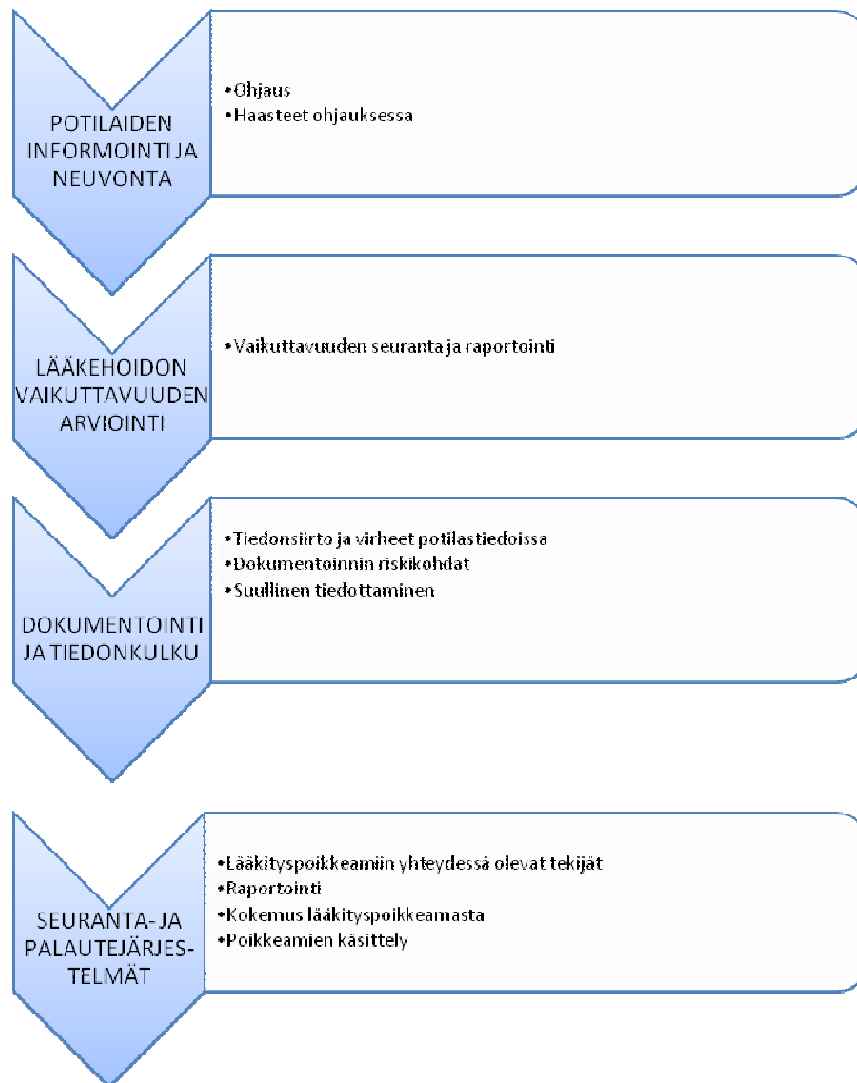 POTILAIDEN
INFORMOINTI JA
NEUVONTA
•Ohjaus
•Haasteet ohjauksessa
LÄÄKEHOIDON
VAIKUTTAVUUDEN
ARVIOINTI
•Vaikuttavuuden seuranta ja raportointi
DOKUMENTOINTI
JA TIEDONKULKU
•Tiedonsiirto ja virheet potilastiedoissa
•Dokumentoinnin riskikohdat
•Suullinen tiedottaminen
SEURANTA- JA
PALAUTEJÄRJES-
TELMÄT
•Lääkityspoikkeamiin yhteydessä olevat tekijät
•Raportointi
•Kokemus lääkityspoikkeamasta
•Poikkeamien käsittely